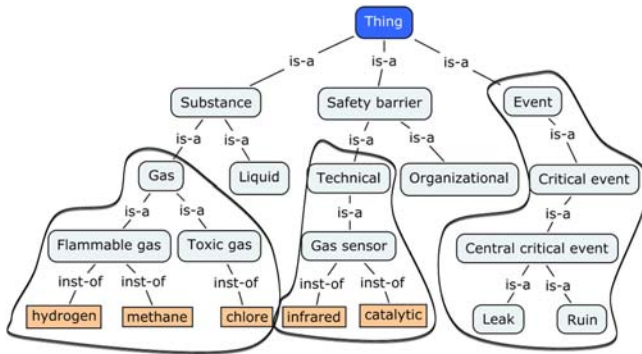 Thing
is-a is-a is-a
Substance Safety barrier Event
is-a is-a is-a is-a is-a
Gas Liquid Technical Organizational Critical event
is-a is-a is-a is-a
Flammable gas Toxic gas Gas sensor Central critical event
inst-of inst-of inst-of inst-of inst-of is-a is-a
hydrogen methane chlore infrared catalytic Leak Ruin